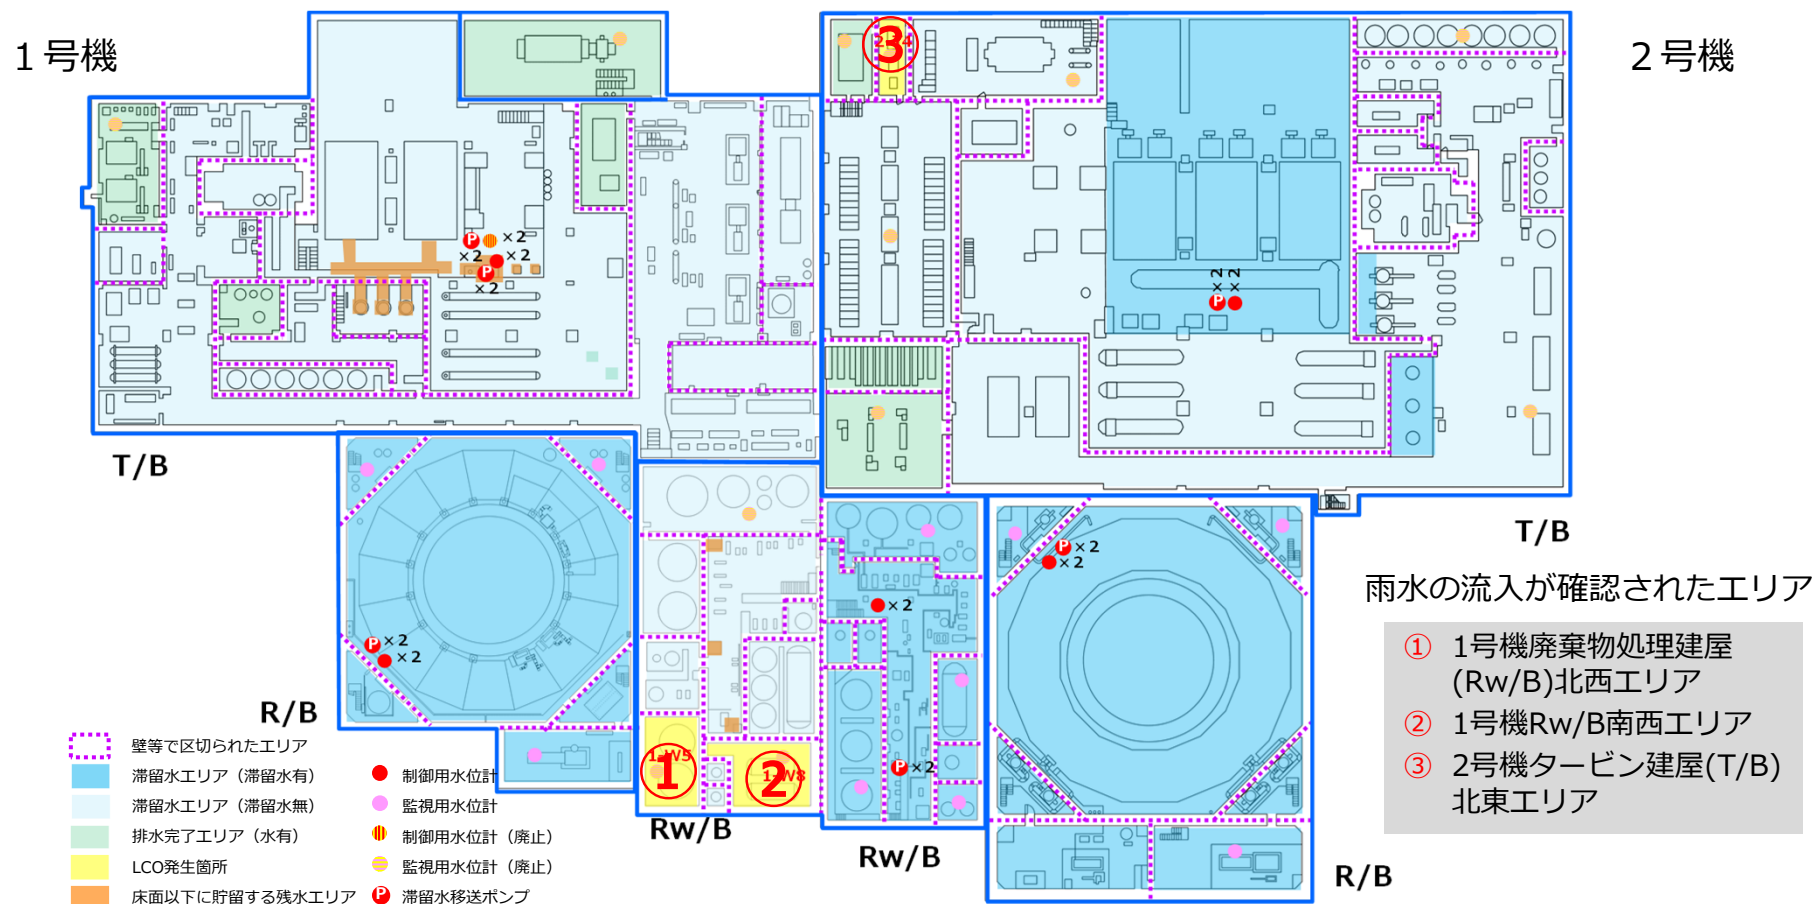 １号機
２号機
③
P
×2
×2
×2
P
×2
×2
×2
P
T/B
T/B
P
×2
×2
×2
P
×2
×2
P
×2
R/B
1-W5
①
1-W8
②
Rw/B
Rw/B
R/B
雨水の流入が確認されたエリア
① 1号機廃棄物処理建屋
(Rw/B)北西エリア
② 1号機Rw/B南西エリア
③ 2号機タービン建屋(T/B)
北東エリア
壁等で区切られたエリア
滞留水エリア（滞留水有）
滞留水エリア（滞留水無）
排水完了エリア（水有）
LCO発生箇所
床面以下に貯留する残水エリア
制御用水位計
監視用水位計
制御用水位計（廃止）
監視用水位計（廃止）
P 滞留水移送ポンプ